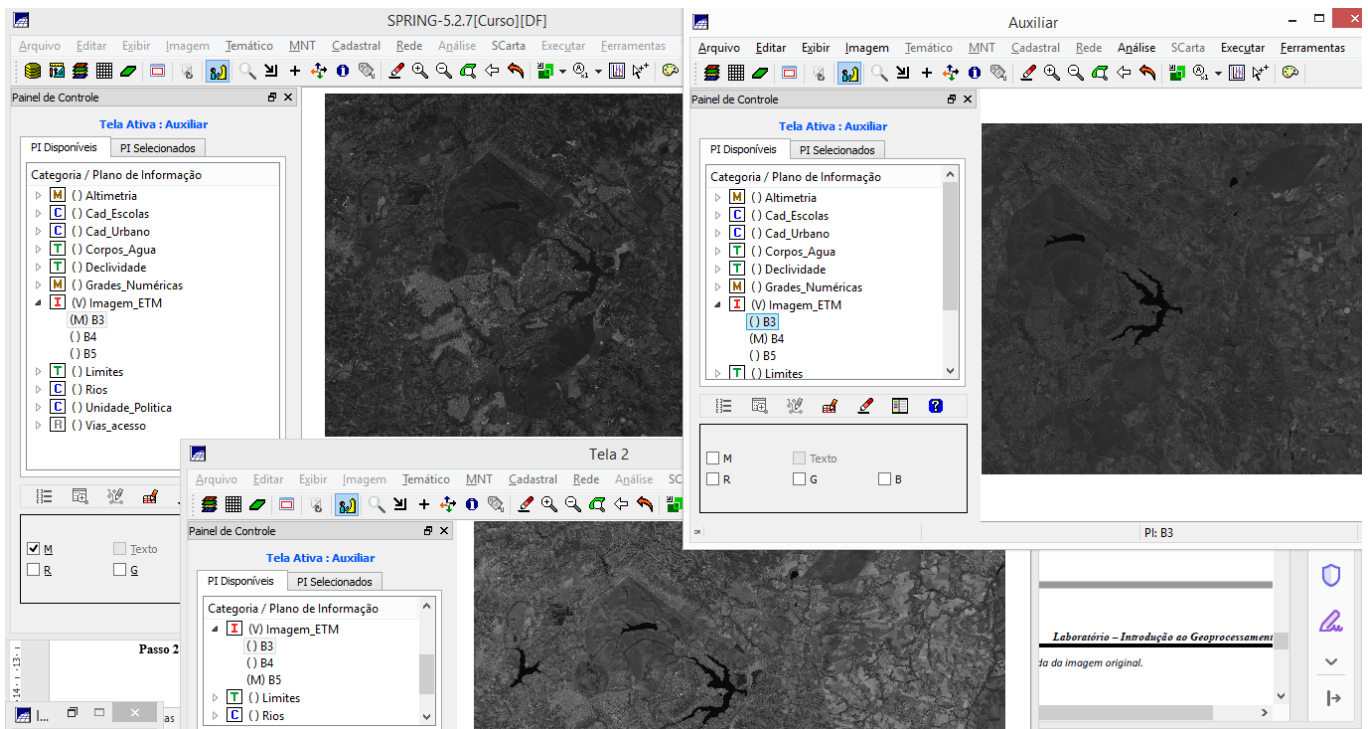 SPRING-5.2.7[Curso][DF]
Arquivo Editar Exibir Imagem Temático MNT Cadastral Rede Análise SCarta Executar Ferramentas
Painel de Controle
Tela Ativa : Auxiliar
PI Disponíveis PI Selecionados
Categoria / Plano de Informação
M () Altimetria
C () Cad_Escolas
C () Cad_Urbano
T () Corpos_Agua
T () Declividade
M () Grades_Numéricas
I (V) Imagem_ETM
(M) B3
() B4
() B5
T () Limites
C () Rios
C () Unidade_Politica
R () Vias_acesso
M Texto
R G
Passo 2
as
I...
Auxiliar
Arquivo Editar Exibir Imagem Temático MNT Cadastral Rede Análise SCarta Executar Ferramentas
Painel de Controle
Tela Ativa : Auxiliar
PI Disponíveis PI Selecionados
Categoria / Plano de Informação
M () Altimetria
C () Cad_Escolas
C () Cad_Urbano
T () Corpos_Agua
T () Declividade
M () Grades_Numéricas
I (V) Imagem_ETM
() B3
(M) B4
() B5
T () Limites
M Texto
R G B
PI: B3
Tela 2
Arquivo Editar Exibir Imagem Temático MNT Cadastral Rede Análise SC
Painel de Controle
Tela Ativa : Auxiliar
PI Disponíveis PI Selecionados
Categoria / Plano de Informação
I (V) Imagem_ETM
() B3
() B4
(M) B5
T () Limites
C () Rios
Laboratório – Introdução ao Geoprocessamen
da da imagem original.